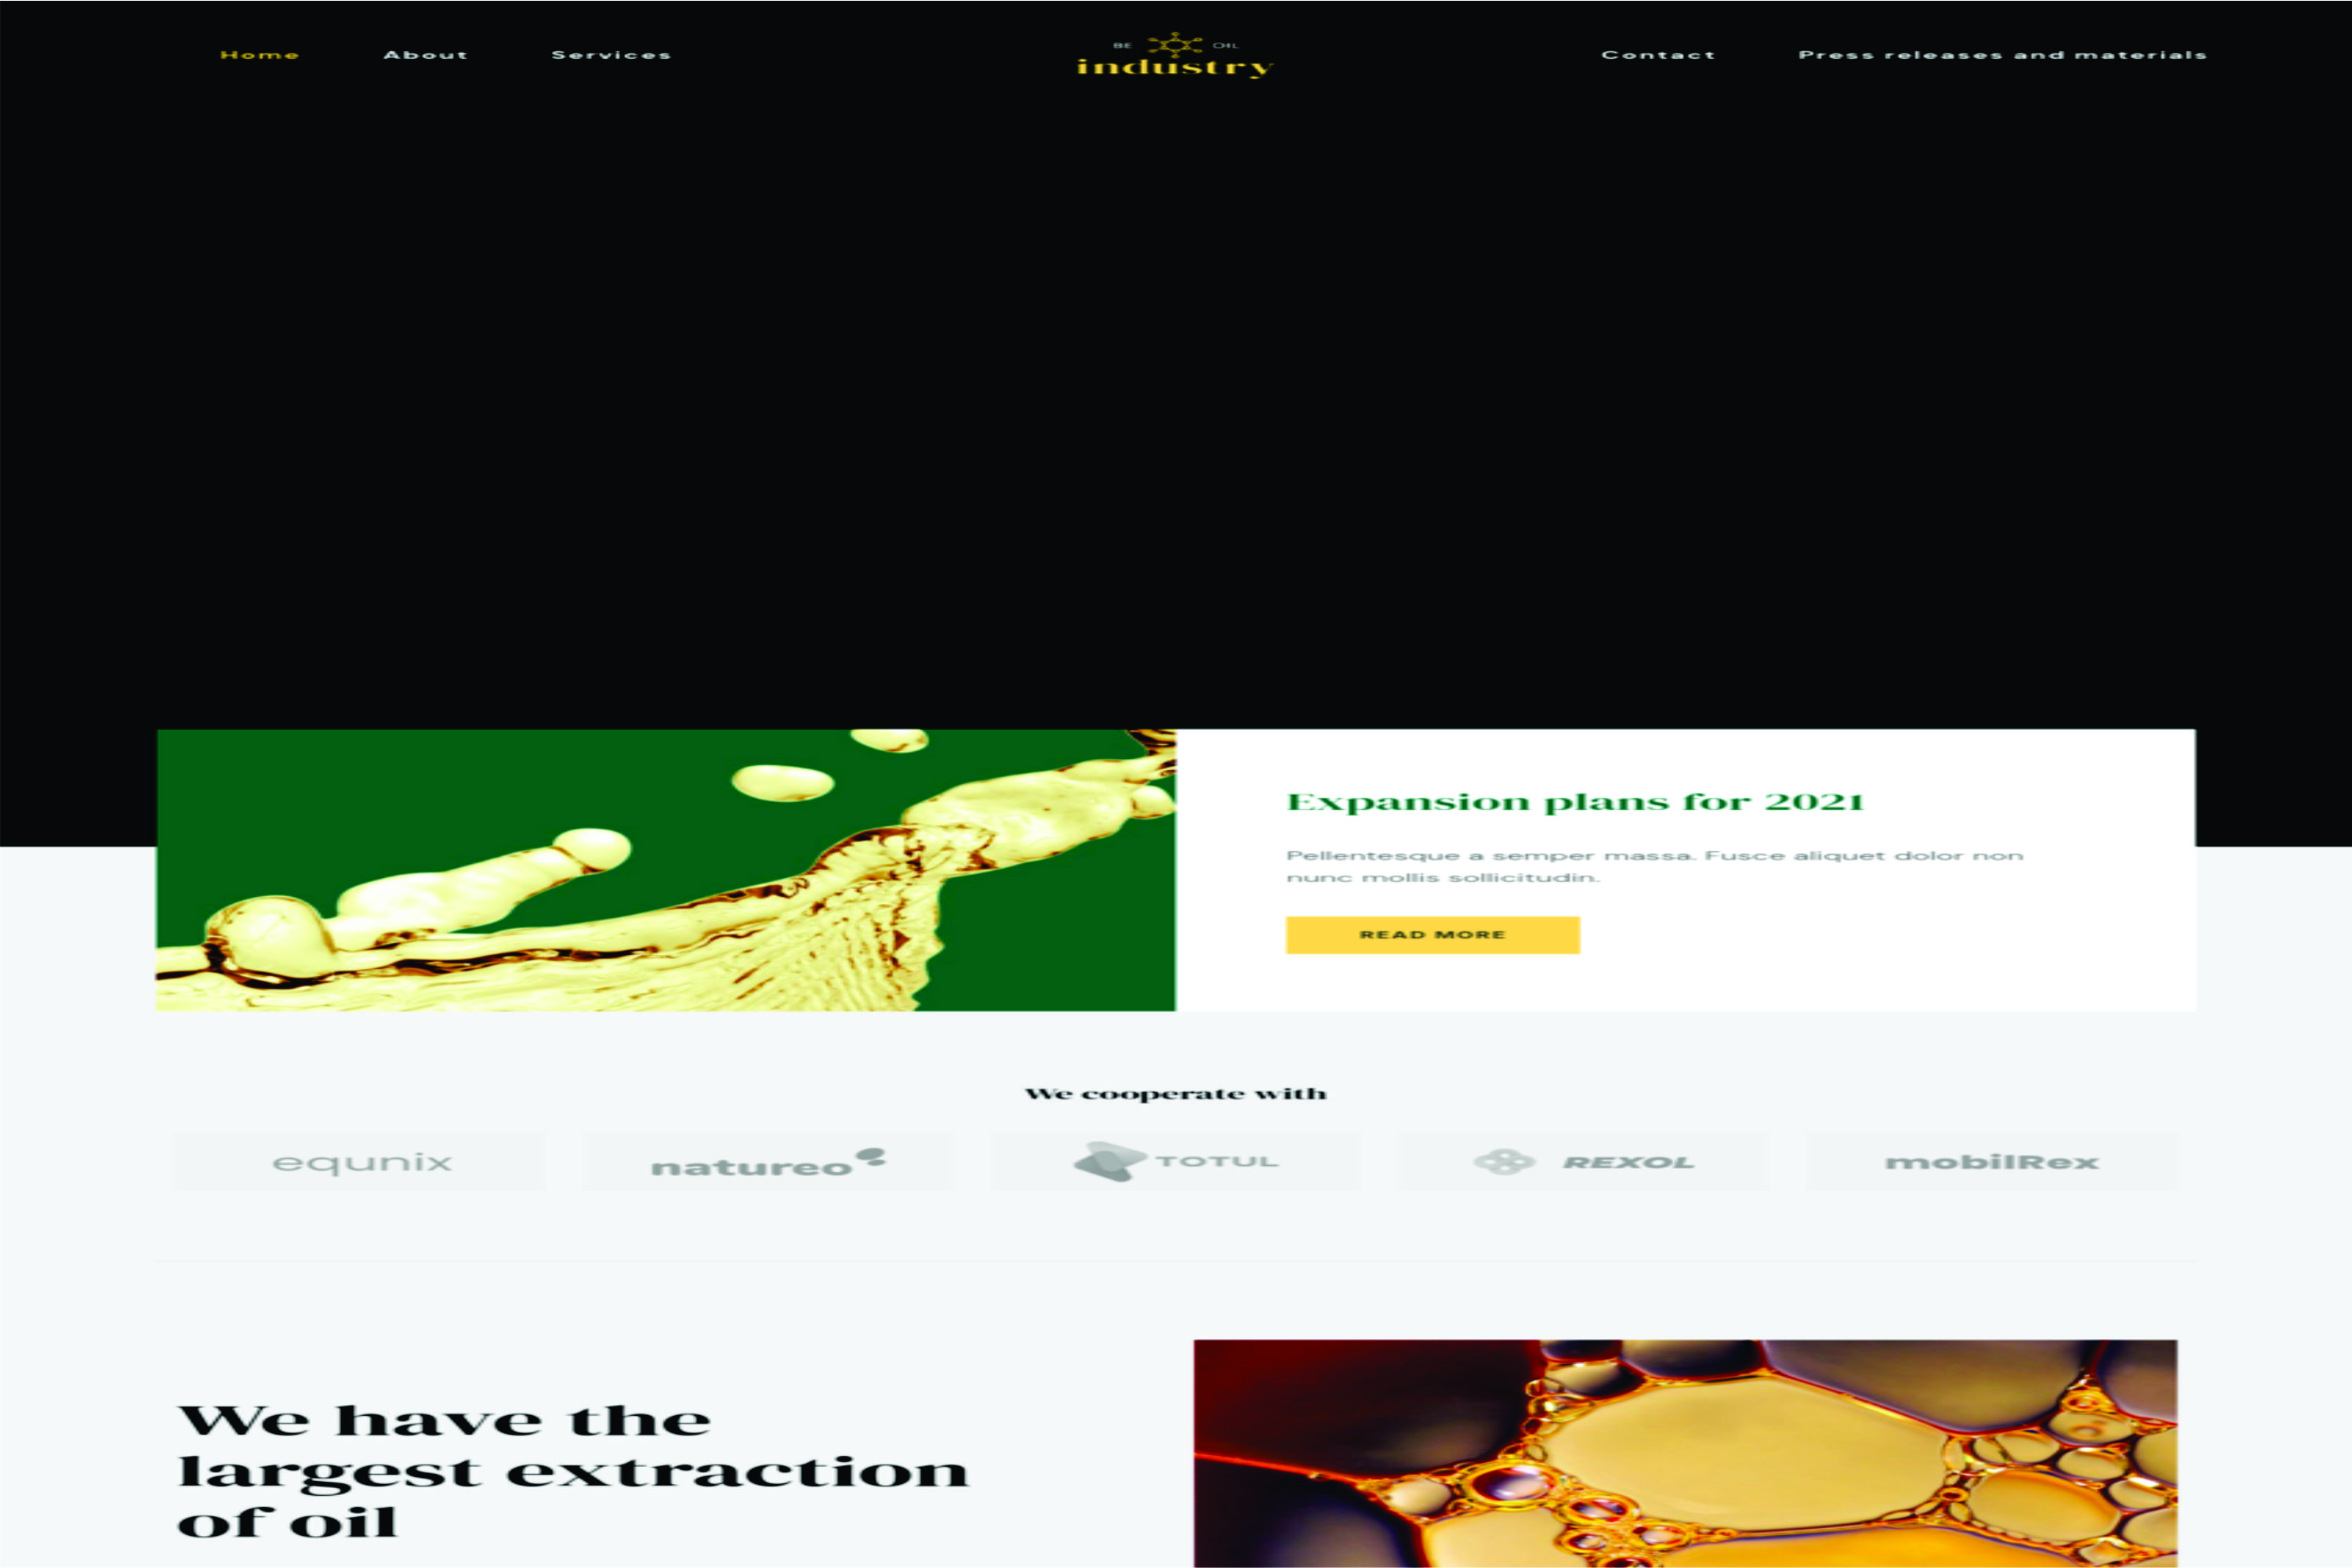 Home
About
Services
BE OIL
industry
Contact
Press releases and materials
Expansion plans for 2021
Pellentesque a semper massa. Fusce aliquet dolor non
nunc mollis sollicitudin.
READ MORE
We cooperate with
equnix
natureo
TOTUL
REXOL
mobilRex
We have the
largest extraction
of oil